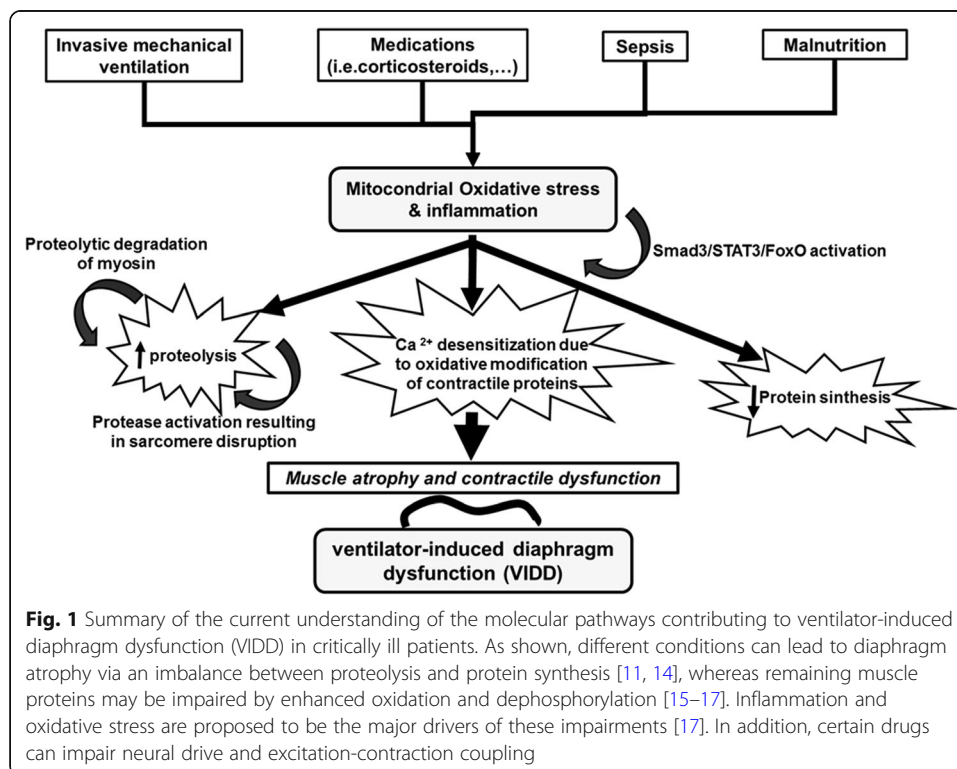 Invasive mechanical
ventilation
Medications
(i.e.corticosteroids,...)
Sepsis
Malnutrition
Mitocondrial Oxidative stress
& inflammation
Smad3/STAT3/FoxO activation
Proteolytic degradation
of myosin
↑ proteolysis
Protease activation resulting
in sarcomere disruption
Ca 2+ desensitization due
to oxidative modification
of contractile proteins
↓ Protein sinthesis
Muscle atrophy and contractile dysfunction
ventilator-induced diaphragm
dysfunction (VIDD)
Fig. 1 Summary of the current understanding of the molecular pathways contributing to ventilator-induced
diaphragm dysfunction (VIDD) in critically ill patients. As shown, different conditions can lead to diaphragm
atrophy via an imbalance between proteolysis and protein synthesis [11, 14], whereas remaining muscle
proteins may be impaired by enhanced oxidation and dephosphorylation [15–17]. Inflammation and
oxidative stress are proposed to be the major drivers of these impairments [17]. In addition, certain drugs
can impair neural drive and excitation-contraction coupling